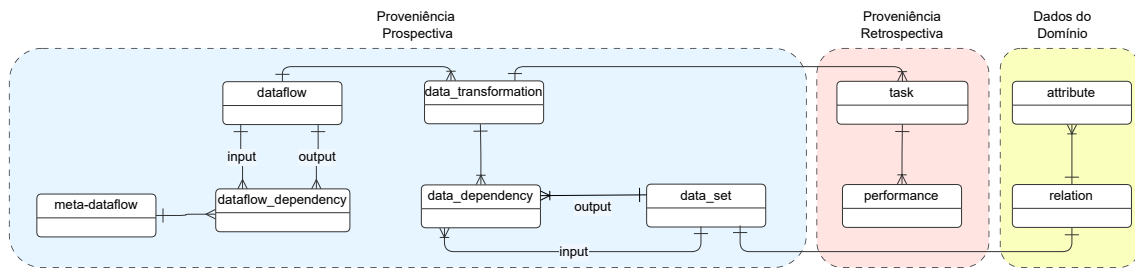 Proveniência
Prospectiva
Proveniência
Retrospectiva
Dados do
Domínio
dataflow
data_transformation
task
attribute
input
output
meta-dataflow
dataflow_dependency
data_dependency
output
data_set
performance
relation
input